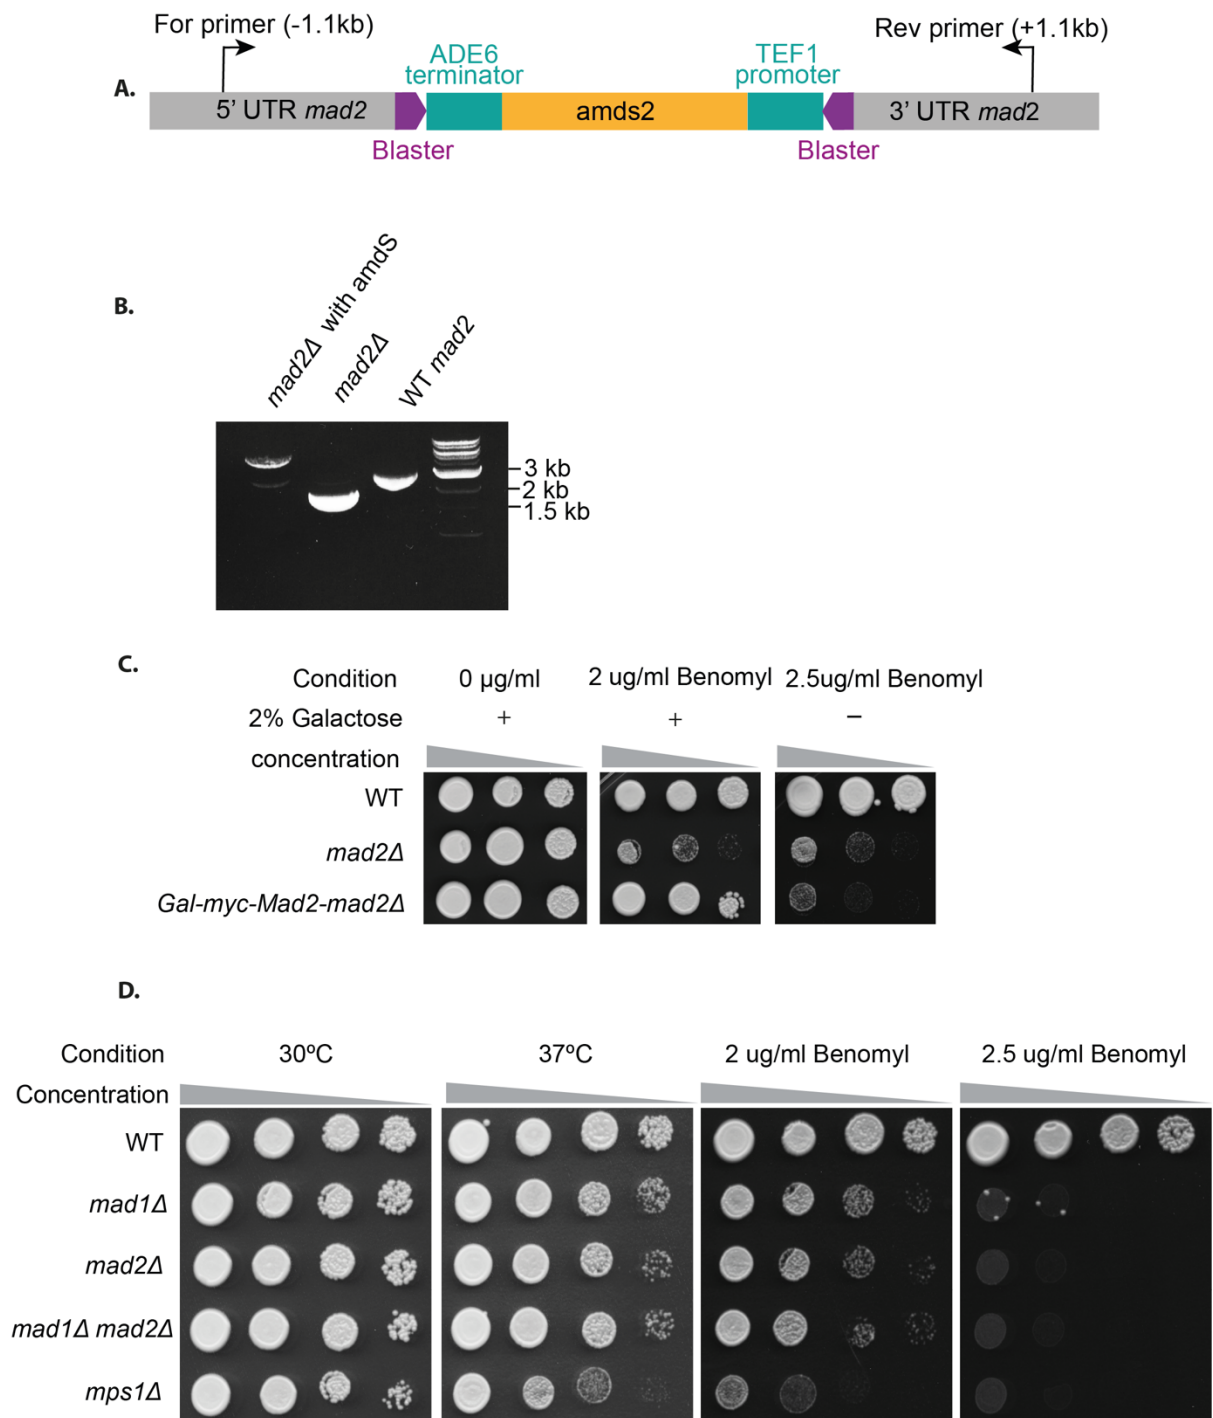 For primer (-1.1kb)
Rev primer (+1.1kb)
ADE6
terminator
TEF1
promoter
A.
5' UTR mad2
amds2
3' UTR mad2
Blaster
Blaster
B.
mad2Δ with amdS
mad2Δ
WT mad2
3 kb
2 kb
1.5 kb
C.
Condition 0 µg/ml 2 ug/ml Benomyl 2.5ug/ml Benomyl
2% Galactose + + −
concentration
WT
mad2Δ
Gal-myc-Mad2-mad2Δ
D.
Condition 30ºC 37ºC 2 ug/ml Benomyl 2.5 ug/ml Benomyl
Concentration
WT
mad1Δ
mad2Δ
mad1Δ mad2Δ
mps1Δ